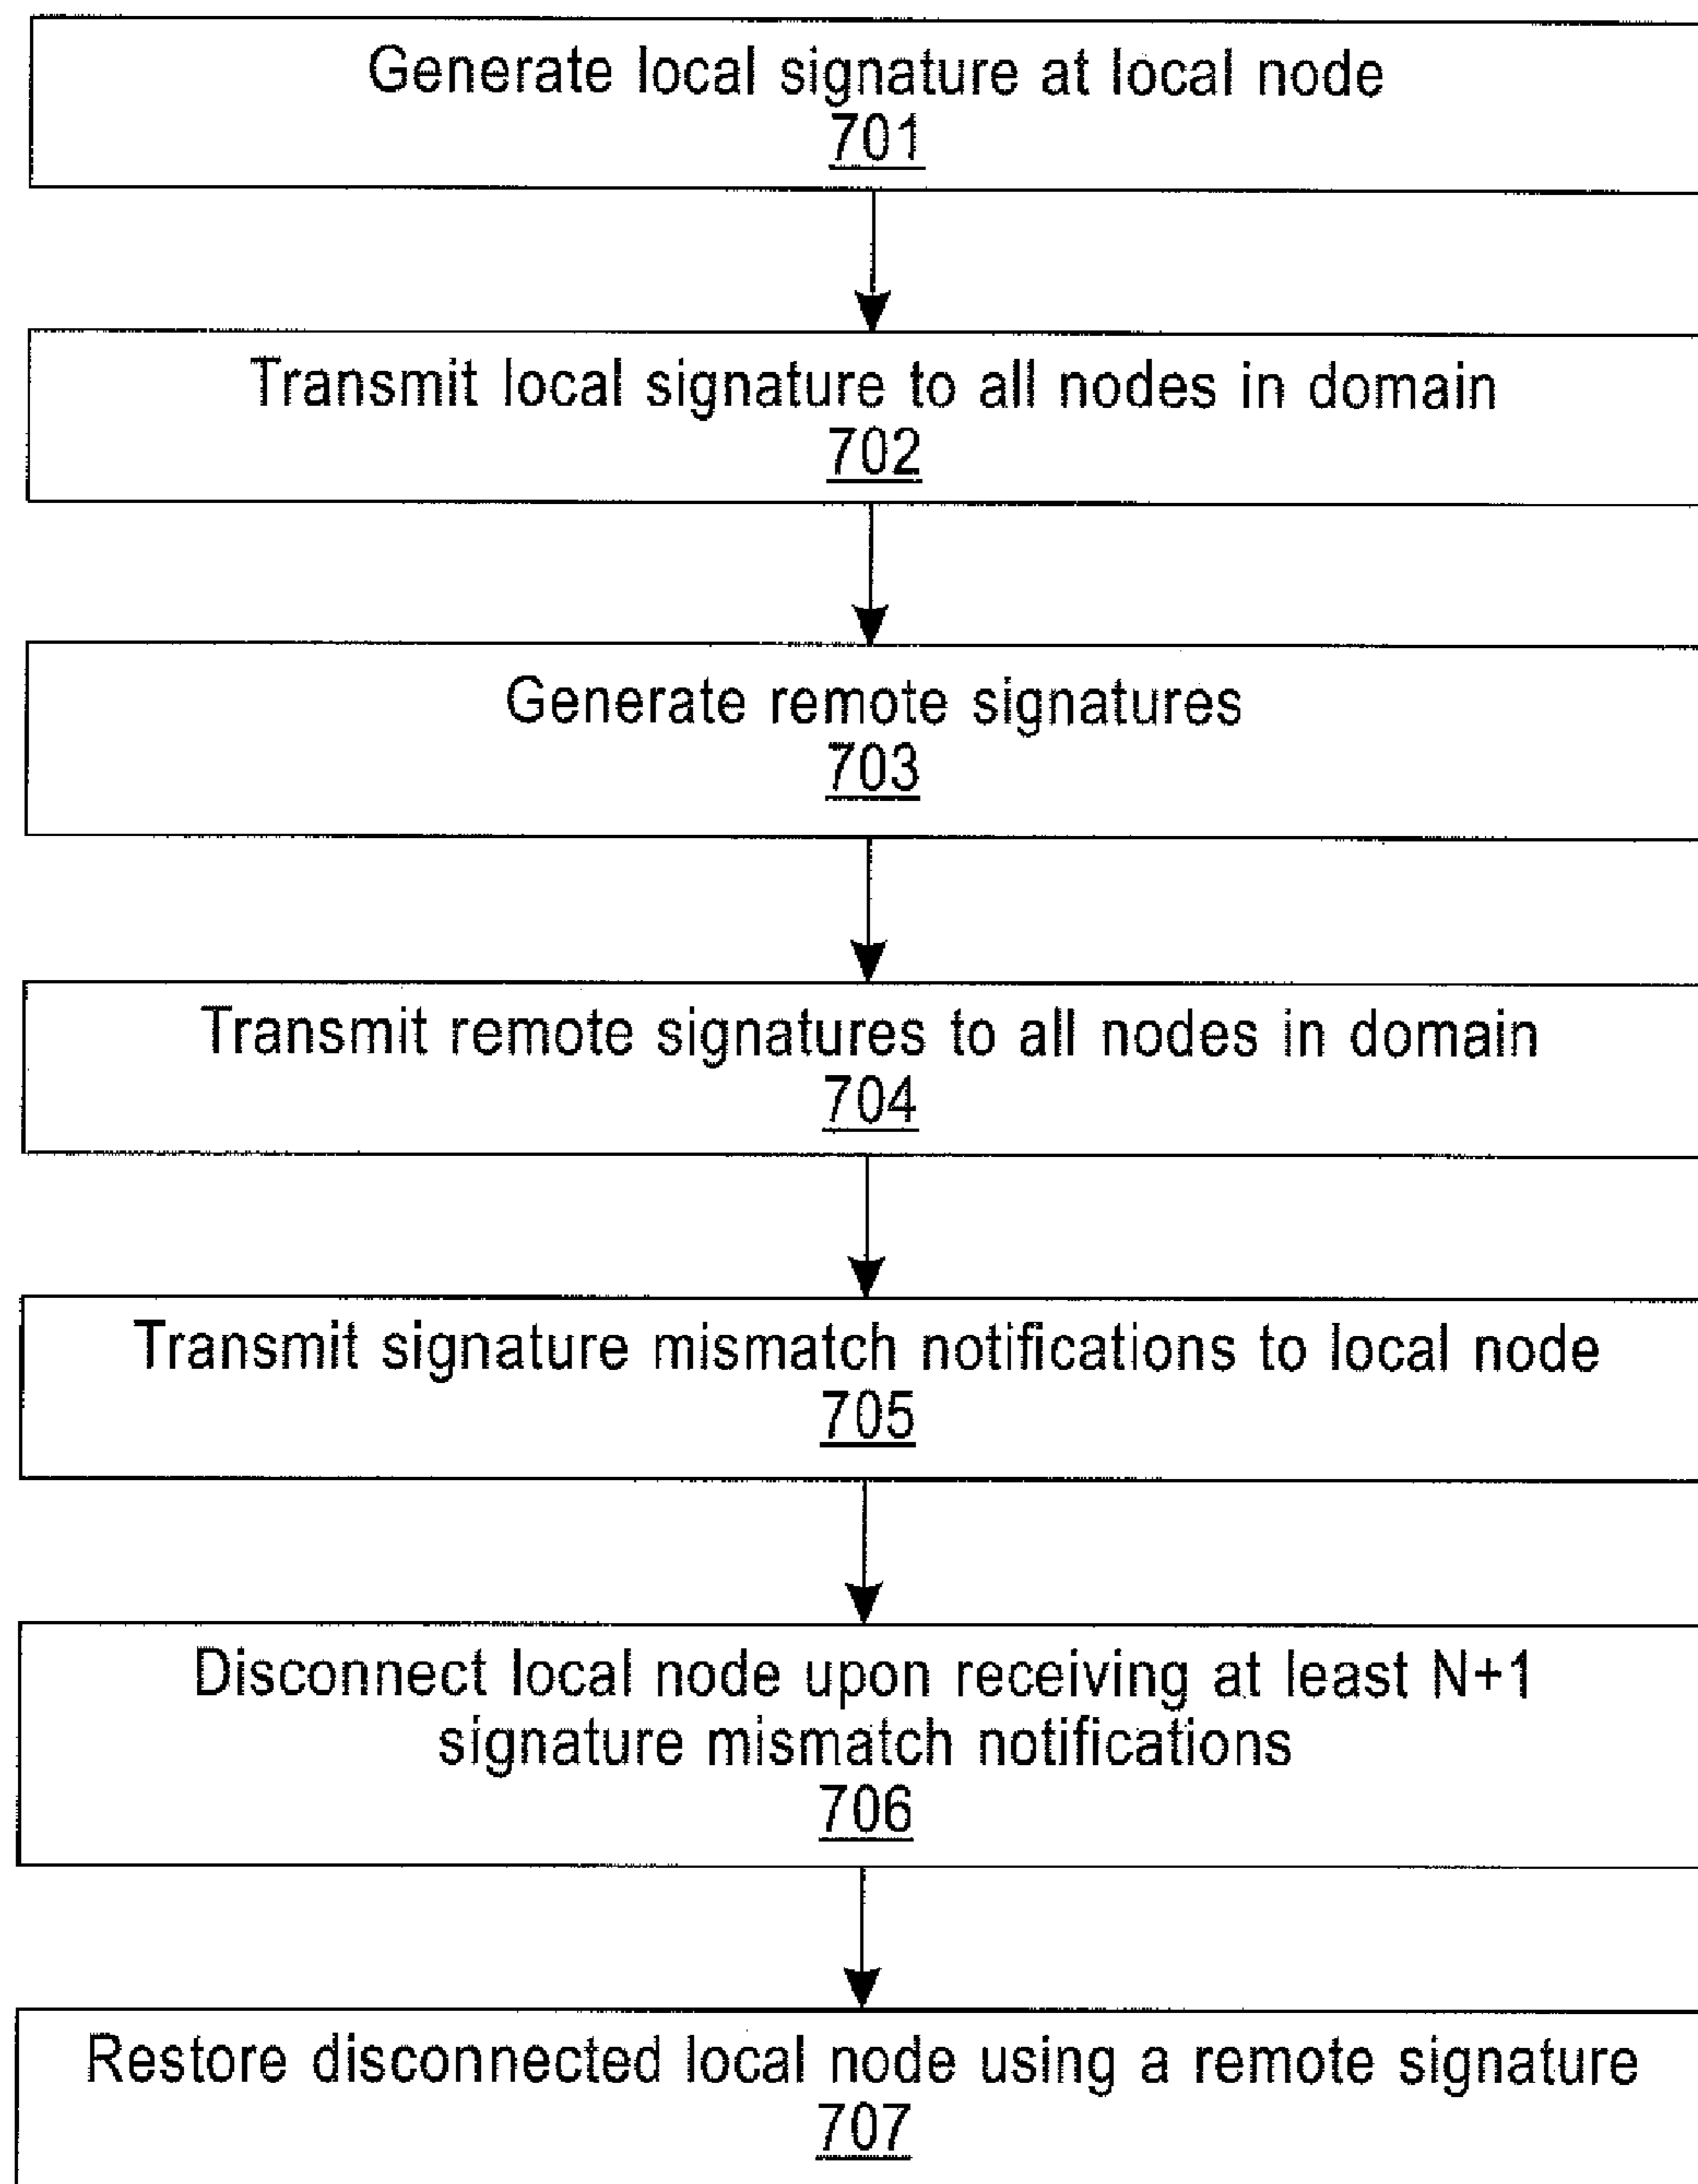 Generate local signature at local node
701
Transmit local signature to all nodes in domain
702
Generate remote signatures
703
Transmit remote signatures to all nodes in domain
704
Transmit signature mismatch notifications to local node
705
Disconnect local node upon receiving at least N+1
signature mismatch notifications
706
Restore disconnected local node using a remote signature
707